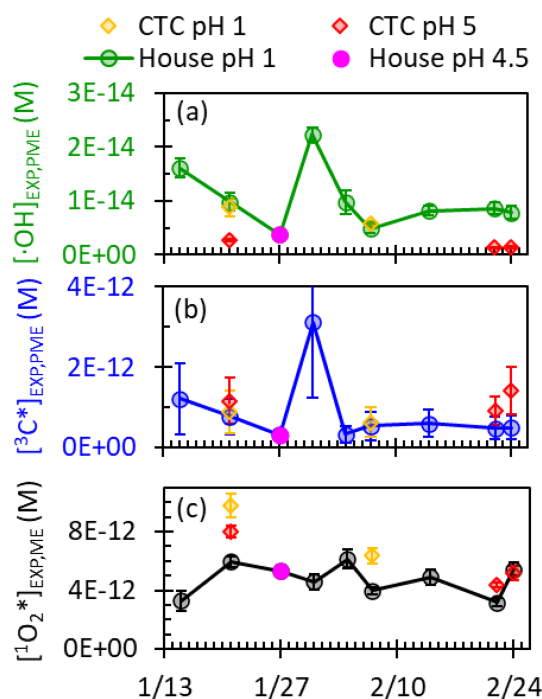 CTC pH 1 CTC pH 5
House pH 1 House pH 4.5
3E-14
(a)
2E-14
1E-14
0E+00
[·OH]EXP,PME (M)
4E-12
(b)
2E-12
0E+00
[³C*]EXP,PME (M)
(c)
8E-12
4E-12
0E+00
[¹O₂*]EXP,ME (M)
1/13 1/27 2/10 2/24